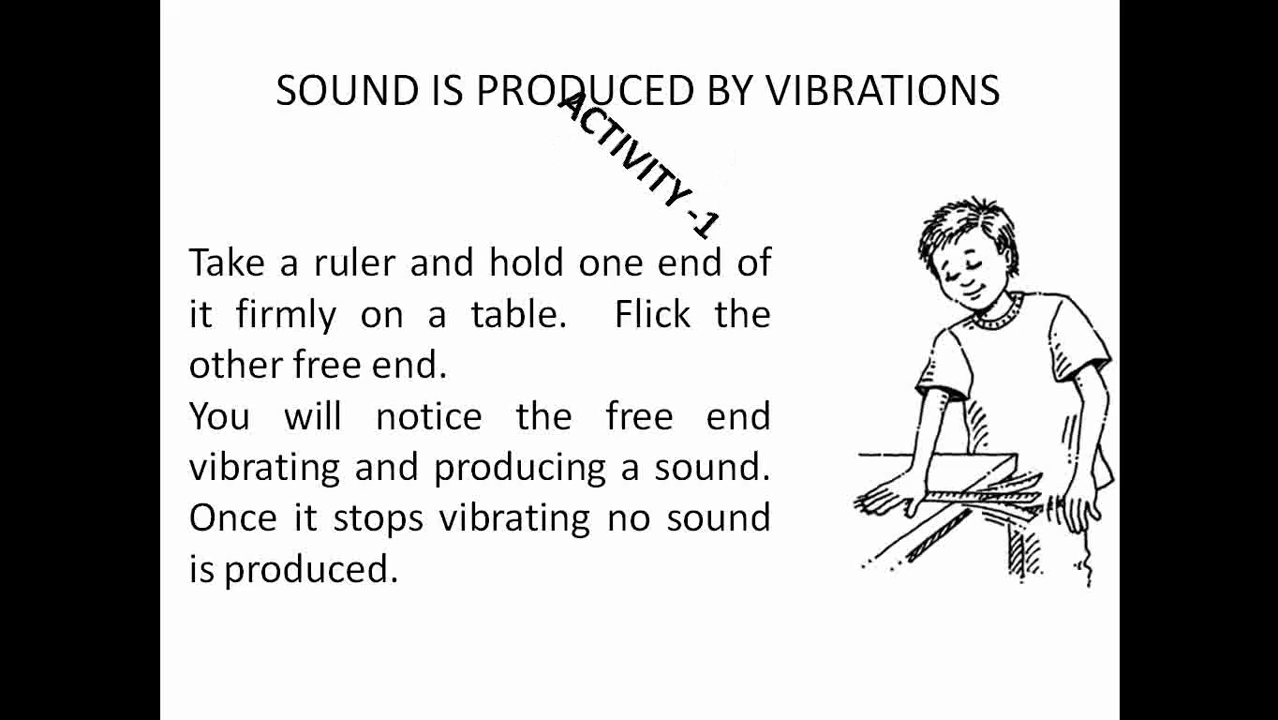 SOUND IS PRODUCED BY VIBRATIONS
ACTIVITY -1
Take a ruler and hold one end of
it firmly on a table. Flick the
other free end.
You will notice the free end
vibrating and producing a sound.
Once it stops vibrating no sound
is produced.